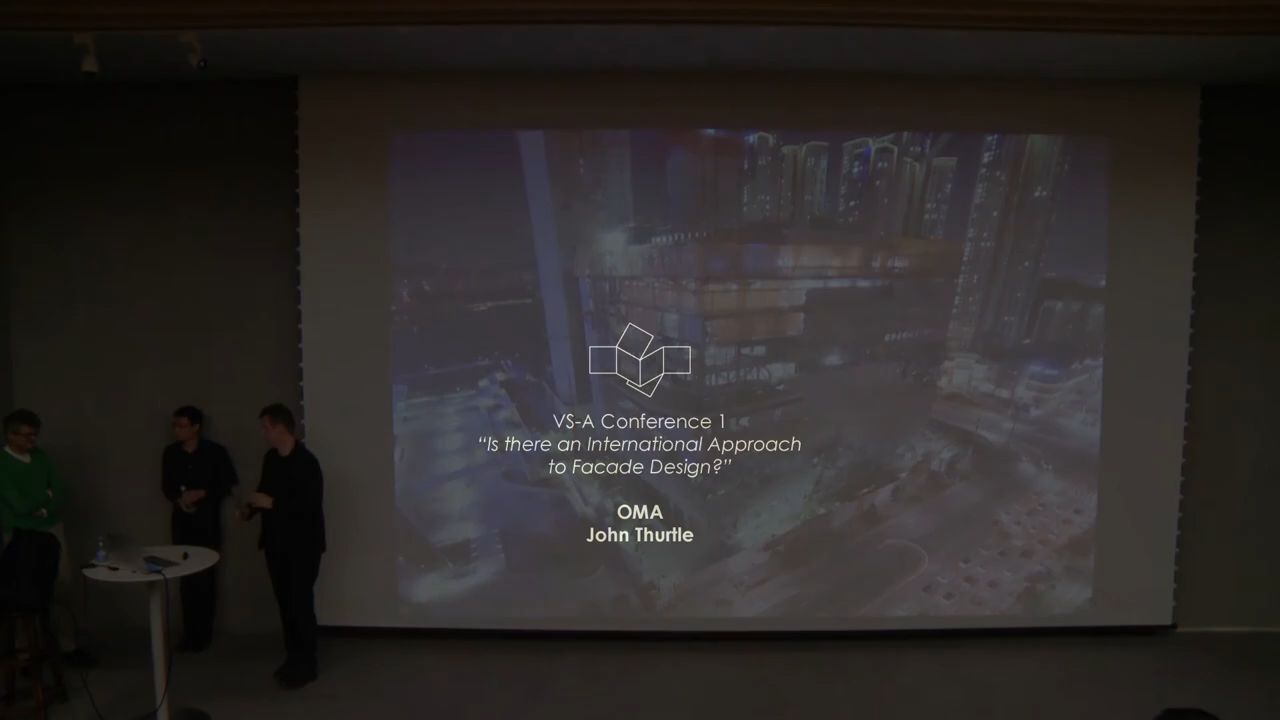 VS-A Conference 1
“Is there an International Approach
to Facade Design?”
OMA
John Thurtle